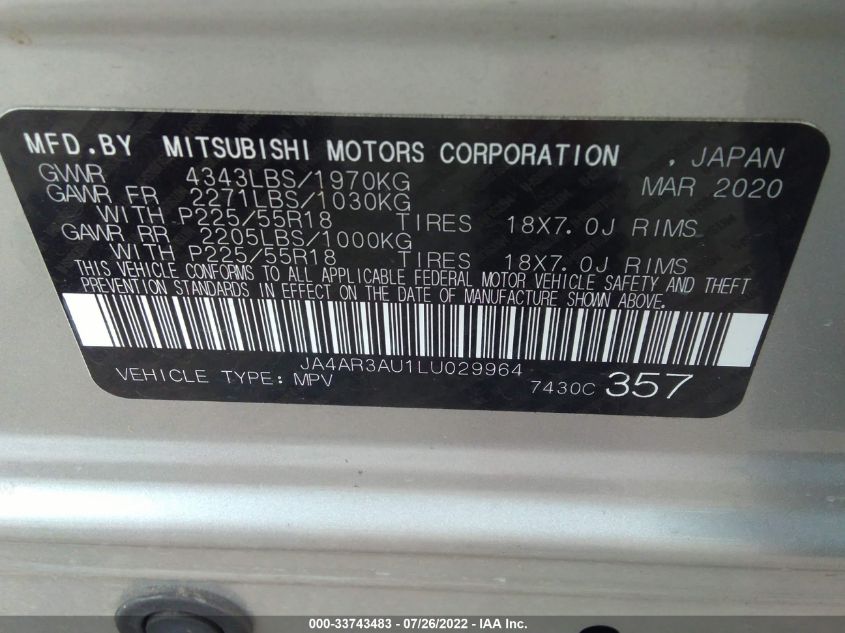 MFD.BY MITSUBISHI MOTORS CORPORATION , JAPAN
GVWR 4343LBS/1970KG MAR 2020
GAWR FR 2271LBS/1030KG
WITH P225/55R18 TIRES 18X7.0J RIMS
GAWR RR 2205LBS/1000KG
WITH P225/55R18 TIRES 18X7.0J RIMS
THIS VEHICLE CONFORMS TO ALL APPLICABLE FEDERAL MOTOR VEHICLE SAFETY AND THEFT
PREVENTION STANDARDS IN EFFECT ON THE DATE OF MANUFACTURE SHOWN ABOVE.
JA4AR3AU1LU029964
VEHICLE TYPE: MPV 7430C 357
000-33743483 - 07/26/2022 - IAA Inc.